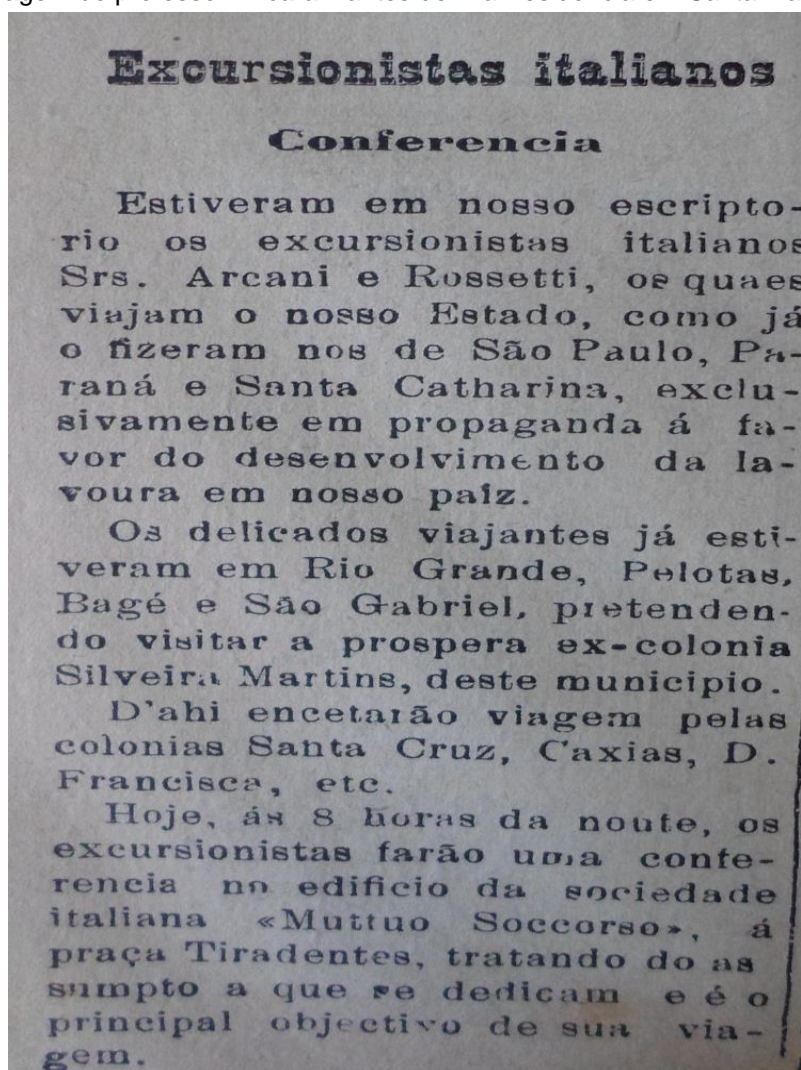 Excursionistas italianos
Conferencia
Estiveram em nosso escripto-
rio os excursionistas italianos
Srs. Arcani e Rossetti, os quaes
viajam o nosso Estado, como já
o fizeram nos de São Paulo, Pa-
raná e Santa Catharina, exclu-
sivamente em propaganda á fa-
vor do desenvolvimento da la-
voura em nosso paiz.
Os delicados viajantes já esti-
veram em Rio Grande, Pelotas,
Bagé e São Gabriel, pretenden-
do visitar a prospera ex-colonia
Silveira Martins, deste municipio.
D'ahi encetarão viagem pelas
colonias Santa Cruz, Caxias, D.
Francisca, etc.
Hoje, ás 8 horas da noute, os
excursionistas farão uma confe-
rencia no edificio da sociedade
italiana «Muttuo Soccorso», á
praça Tiradentes, tratando do as
sumpto a que se dedicam e é o
principal objectivo de sua via-
gem.